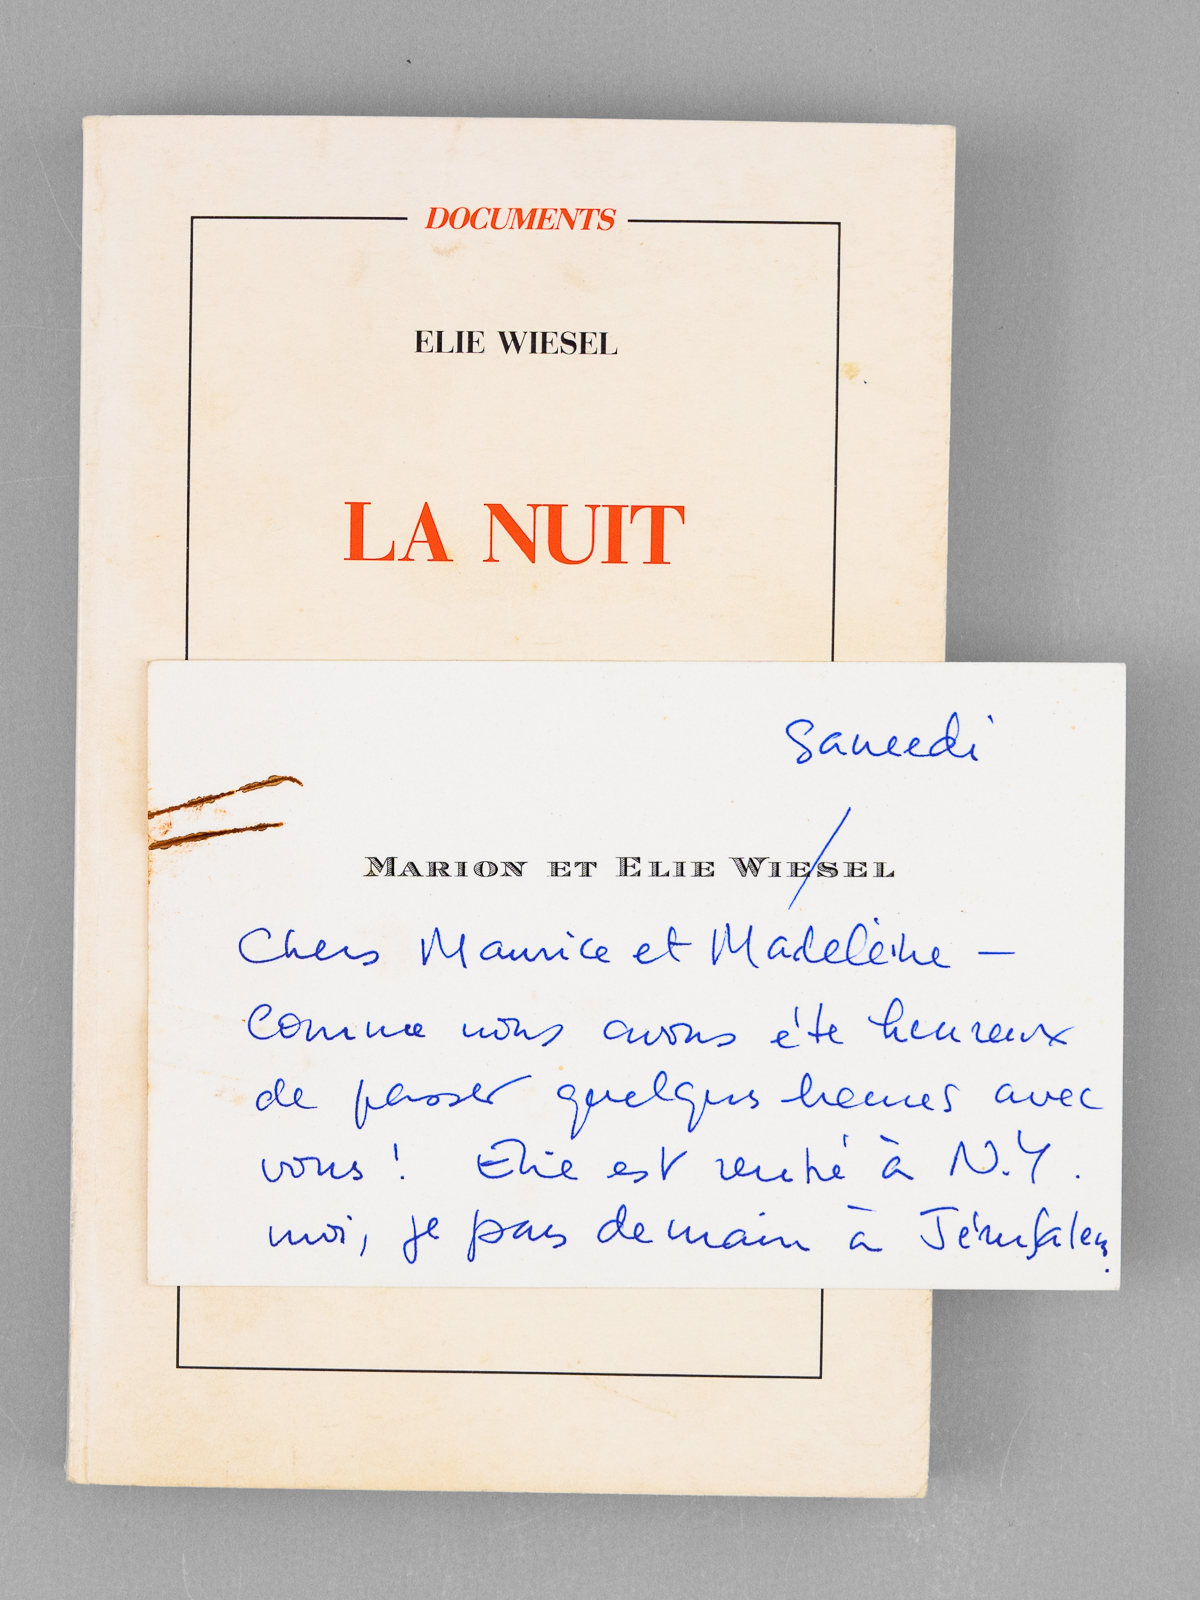 DOCUMENTS
ELIE WIESEL
LA NUIT
Samedi
MARION ET ELIE WIESEL
Chers Maurice et Madelèine —
comme nous avons été heureux
de passer quelques heures avec
vous ! Elie est rentré à N.Y.
moi, je pars demain à Jérusalem.